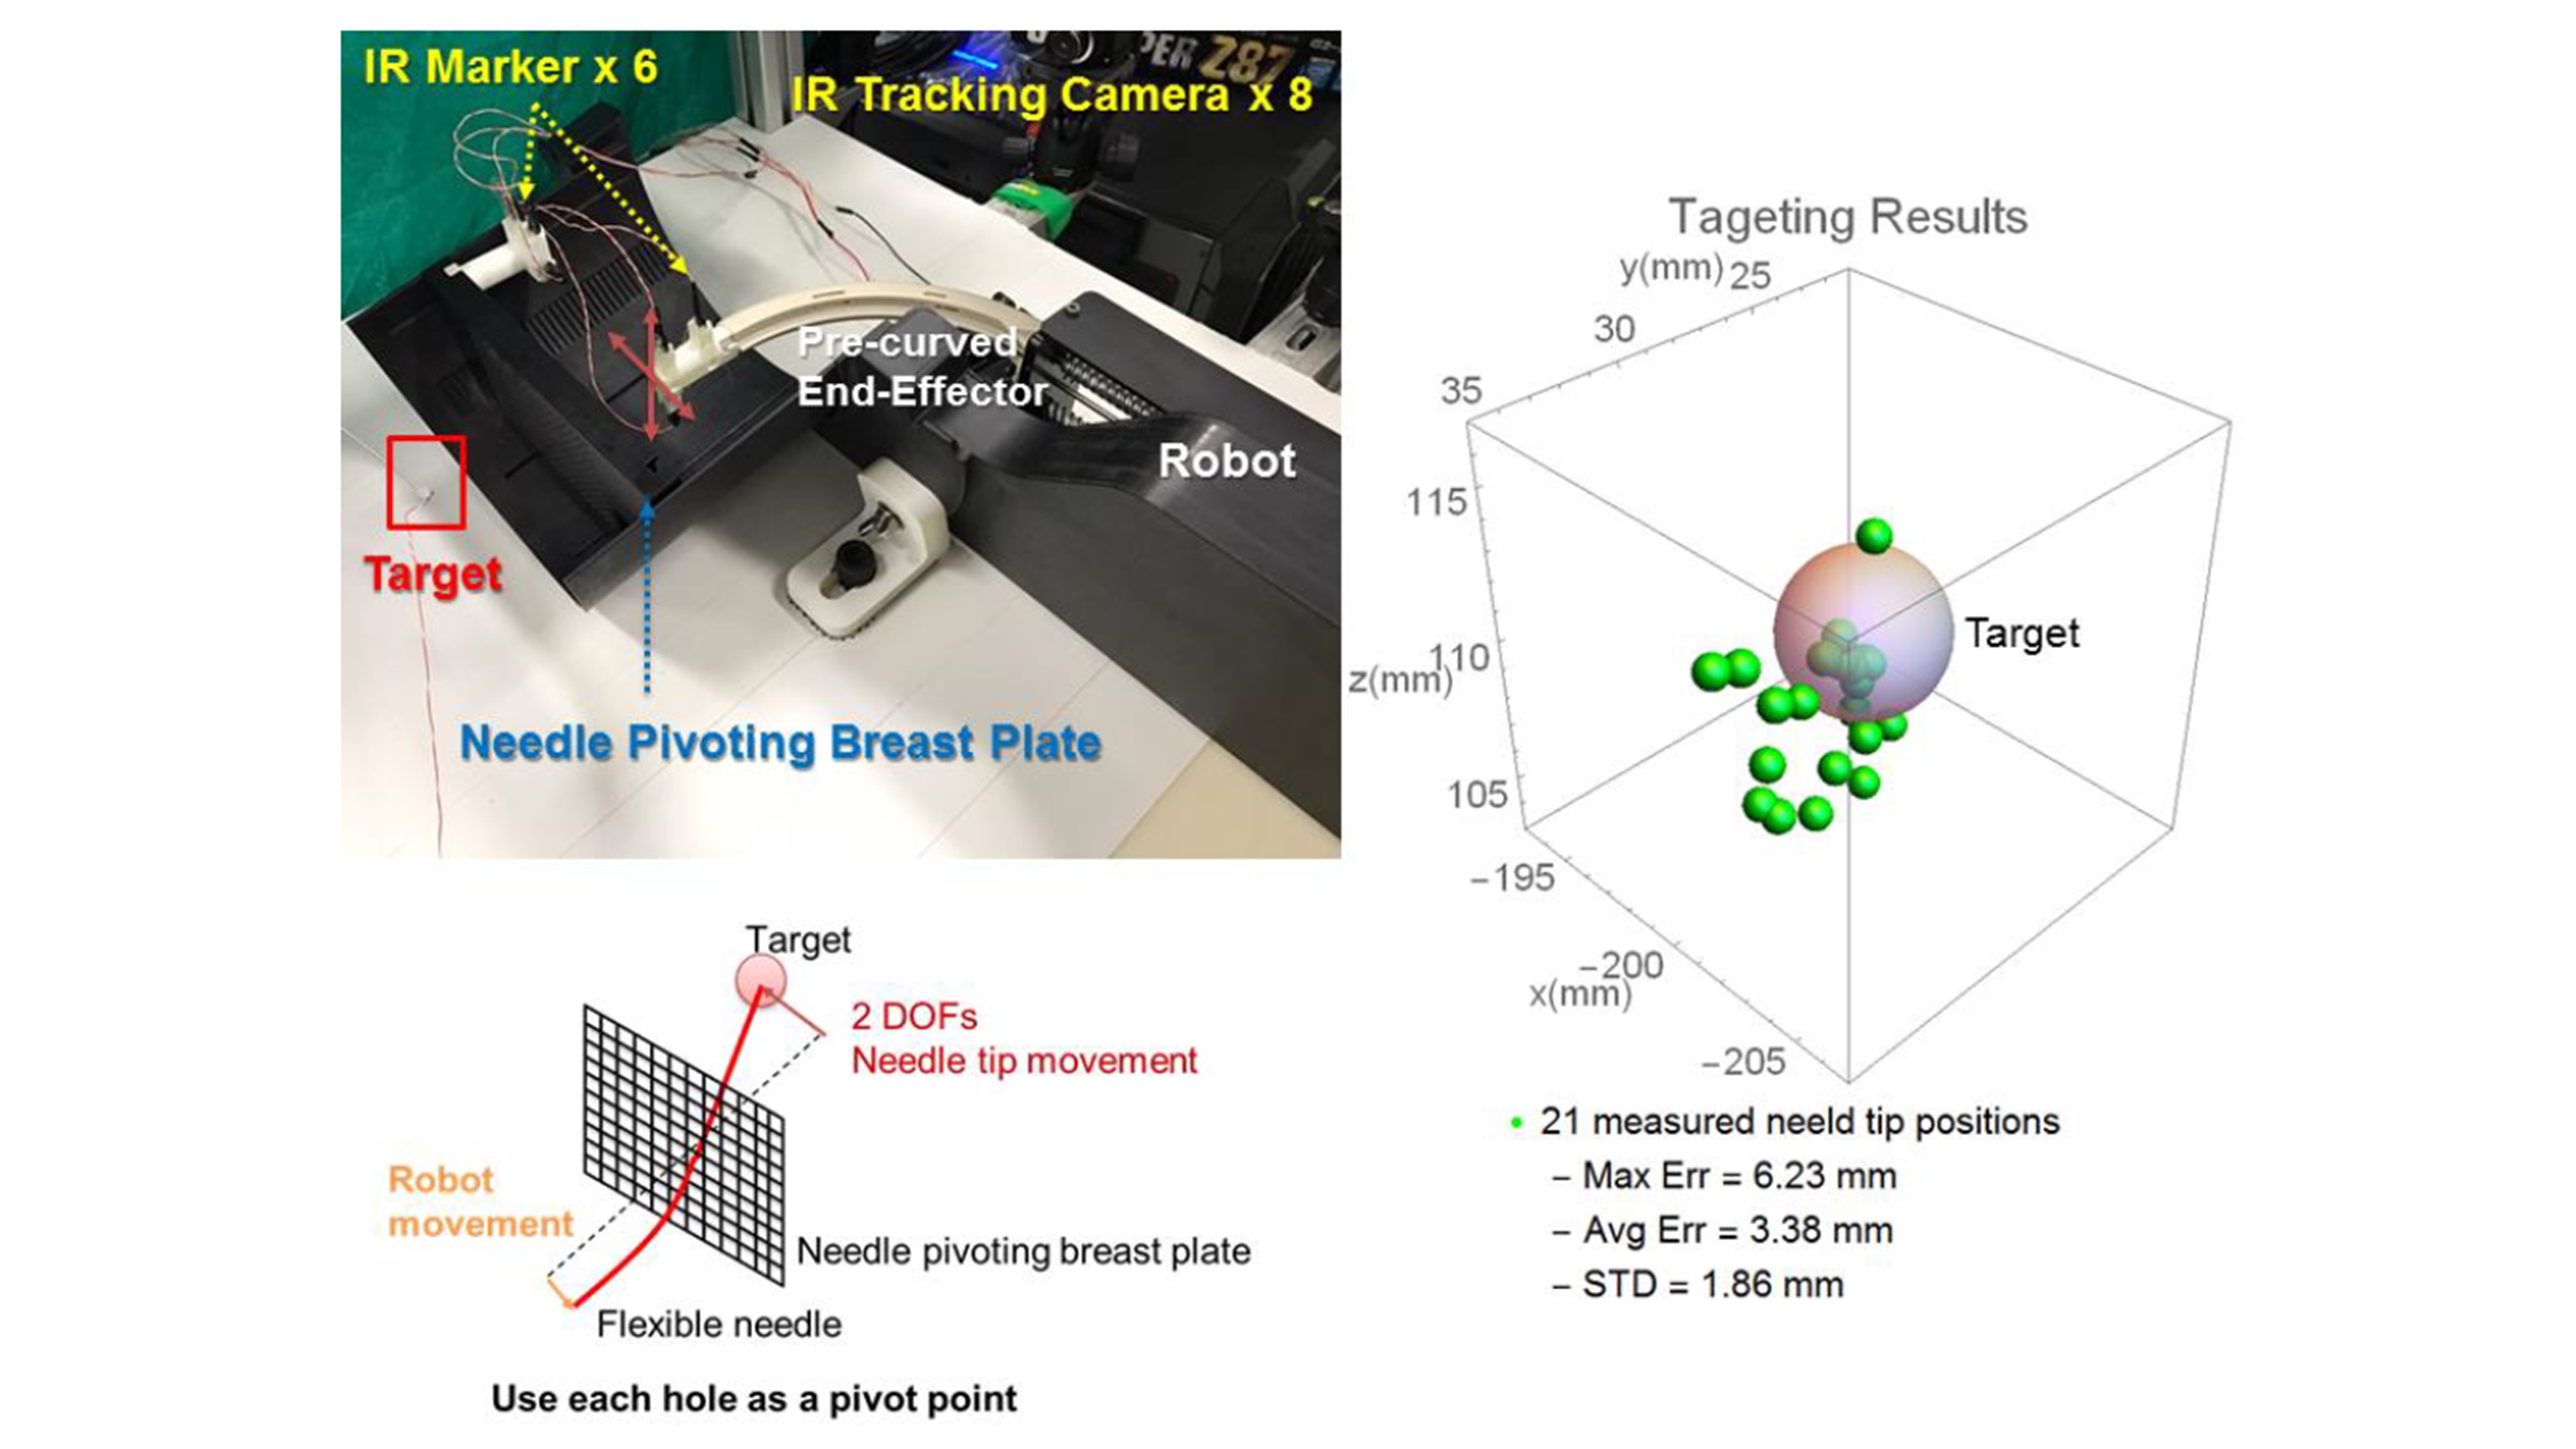 IR Marker x 6
IR Tracking Camera x 8
PER Z87
Pre-curved
End-Effector
Robot
Target
Needle Pivoting Breast Plate
Target
2 DOFs
Needle tip movement
Robot
movement
Needle pivoting breast plate
Flexible needle
Use each hole as a pivot point
Tageting Results
y(mm) 25
30
35
115
110
z(mm)
105
−195
−200
x(mm)
−205
Target
• 21 measured neeld tip positions
– Max Err = 6.23 mm
– Avg Err = 3.38 mm
– STD = 1.86 mm